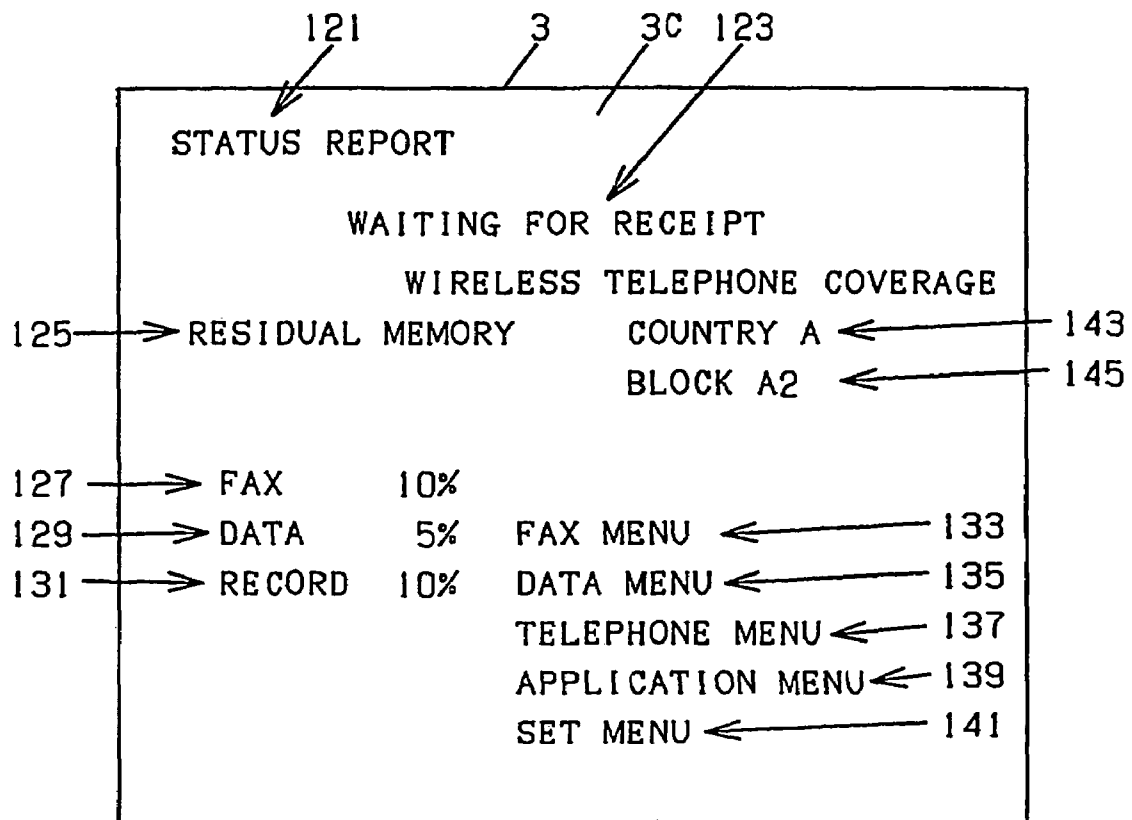 121 3 3C 123
STATUS REPORT
WAITING FOR RECEIPT
WIRELESS TELEPHONE COVERAGE
125 RESIDUAL MEMORY COUNTRY A 143
BLOCK A2 145
127 FAX 10%
129 DATA 5% FAX MENU 133
131 RECORD 10% DATA MENU 135
TELEPHONE MENU 137
APPLICATION MENU 139
SET MENU 141